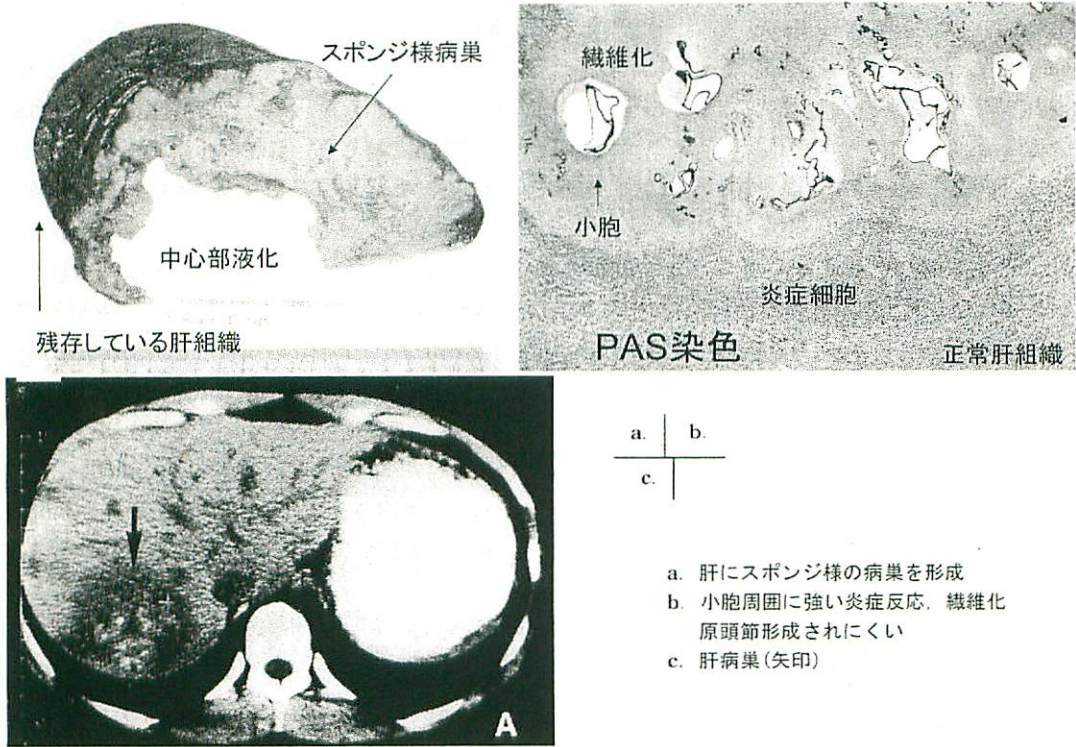 スポンジ様病巣
中心部液化
残存している肝組織
繊維化
小胞
炎症細胞
PAS染色
正常肝組織
A
a. b.
c.
a. 肝にスポンジ様の病巣を形成
b. 小胞周囲に強い炎症反応，繊維化
原頭節形成されにくい
c. 肝病巣(矢印)